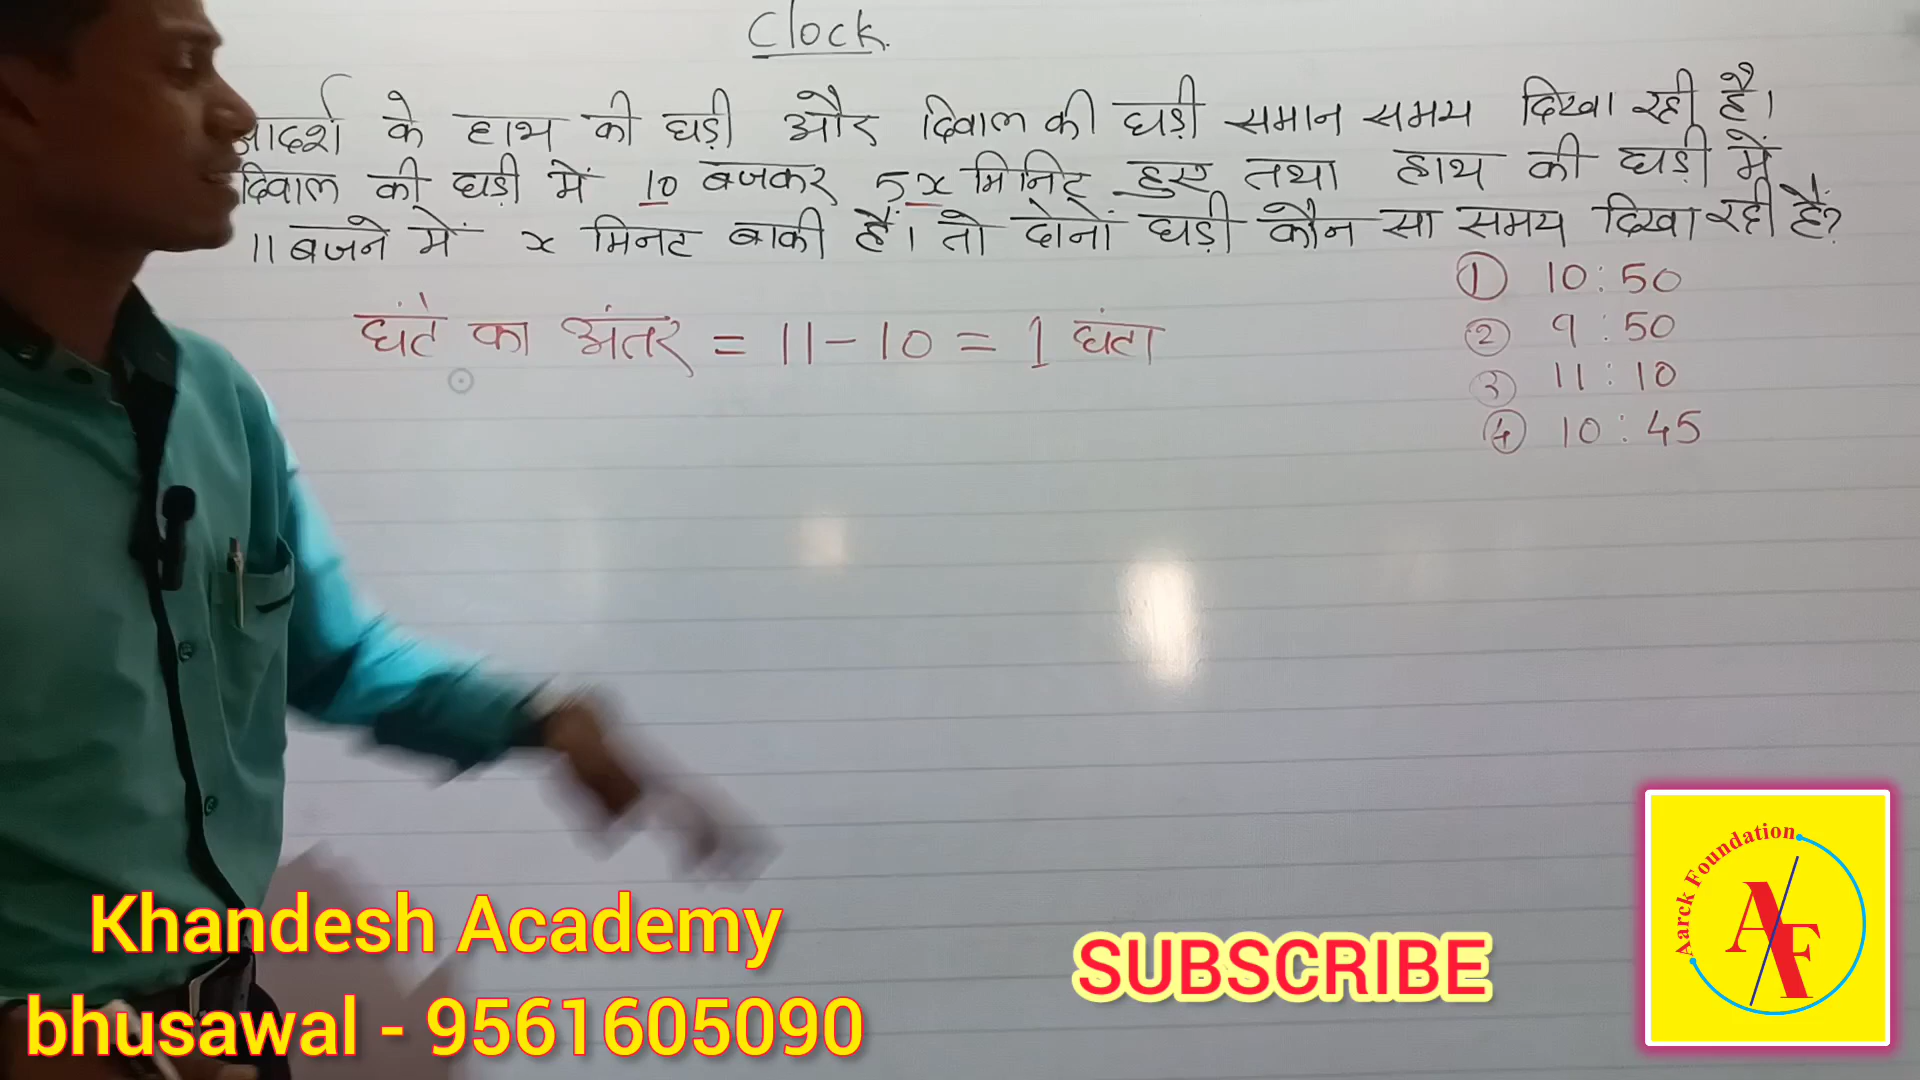 Clock
आदर्श के हाथ की घड़ी और दिवाल की घड़ी समान समय दिखा रही है।
दिवाल की घड़ी में 10 बजकर 5x मिनिट हुए तथा हाथ की घड़ी में
11 बजने में x मिनट बाकी हैं। तो दोनों घड़ी कौन सा समय दिखा रही हैं?
① 10:50
② 9:50
③ 11:10
④ 10:45
घंटे का अंतर = 11-10 = 1 घंटा
Khandesh Academy
bhusawal - 9561605090
SUBSCRIBE
Aarck Foundation
AF